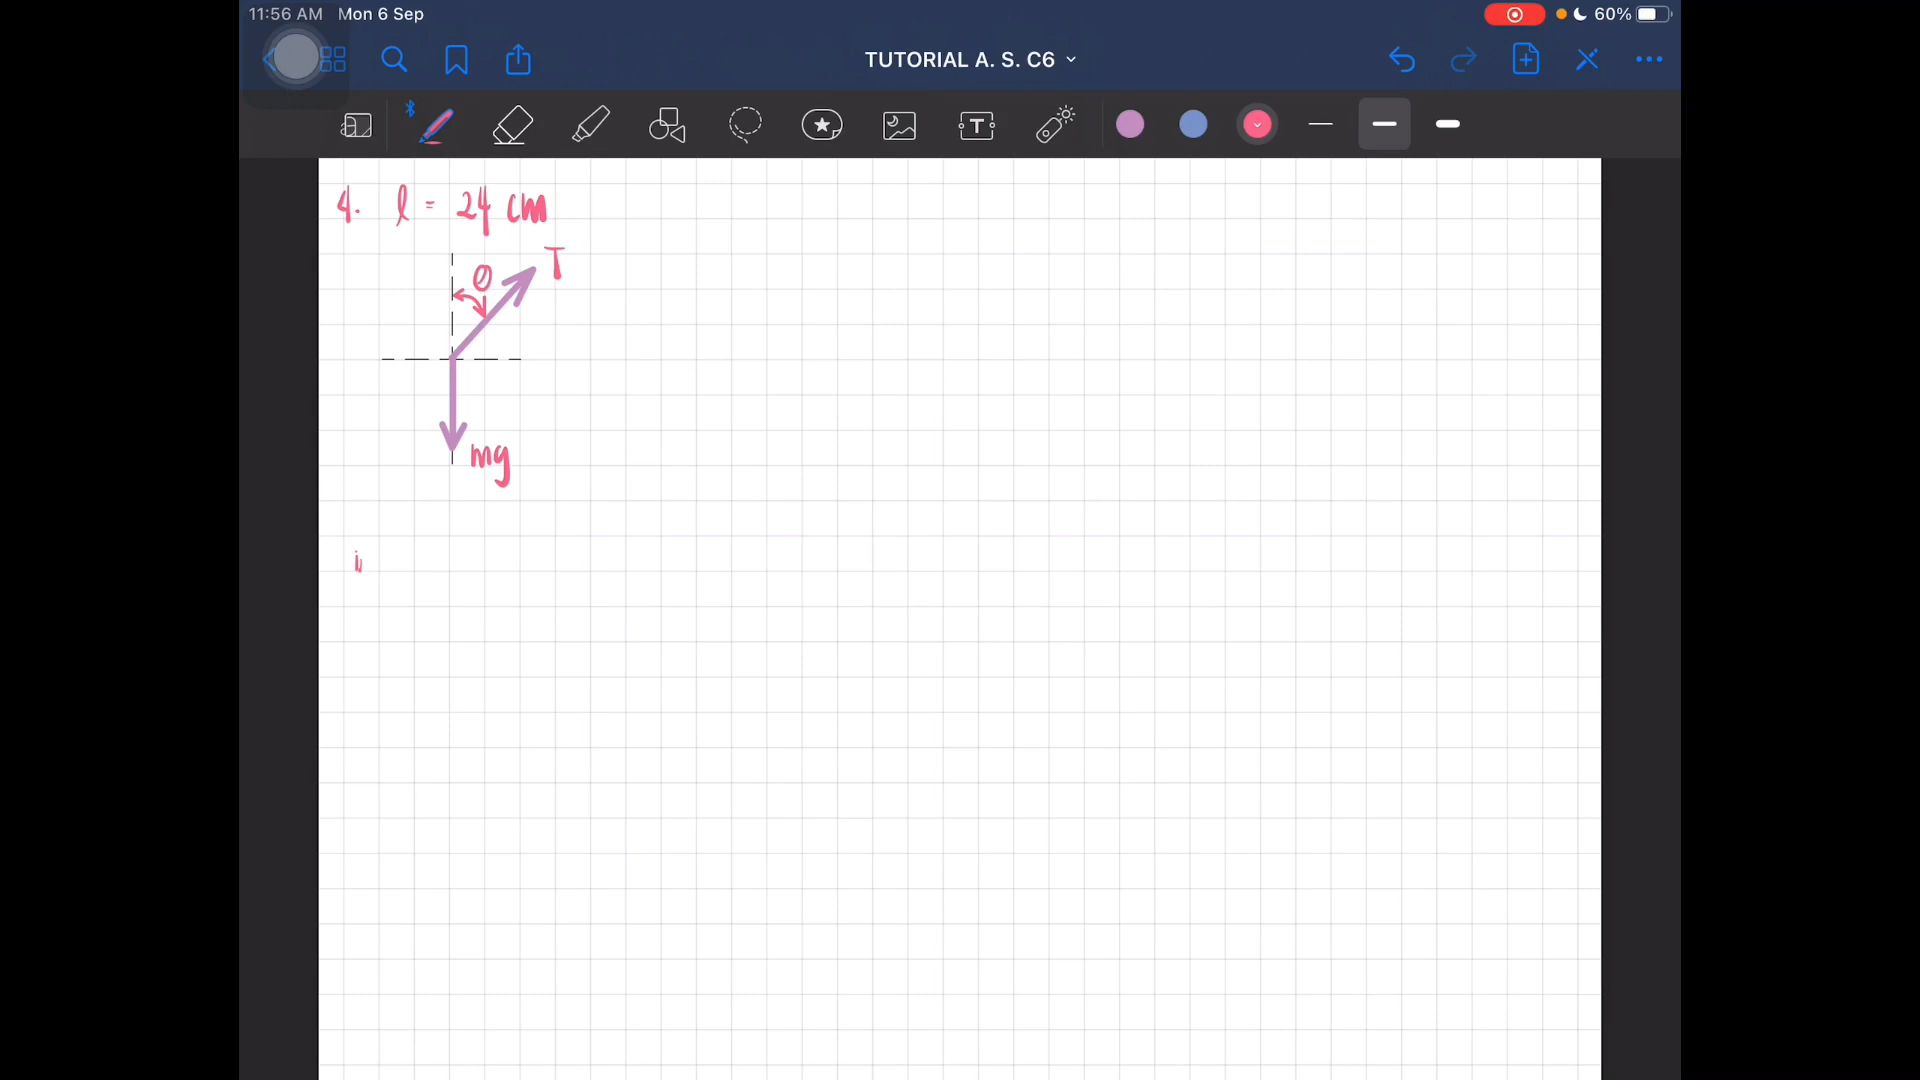 11:56 AM Mon 6 Sep 60%
TUTORIAL A. S. C6
4. l = 24 cm
θ T
mg
i